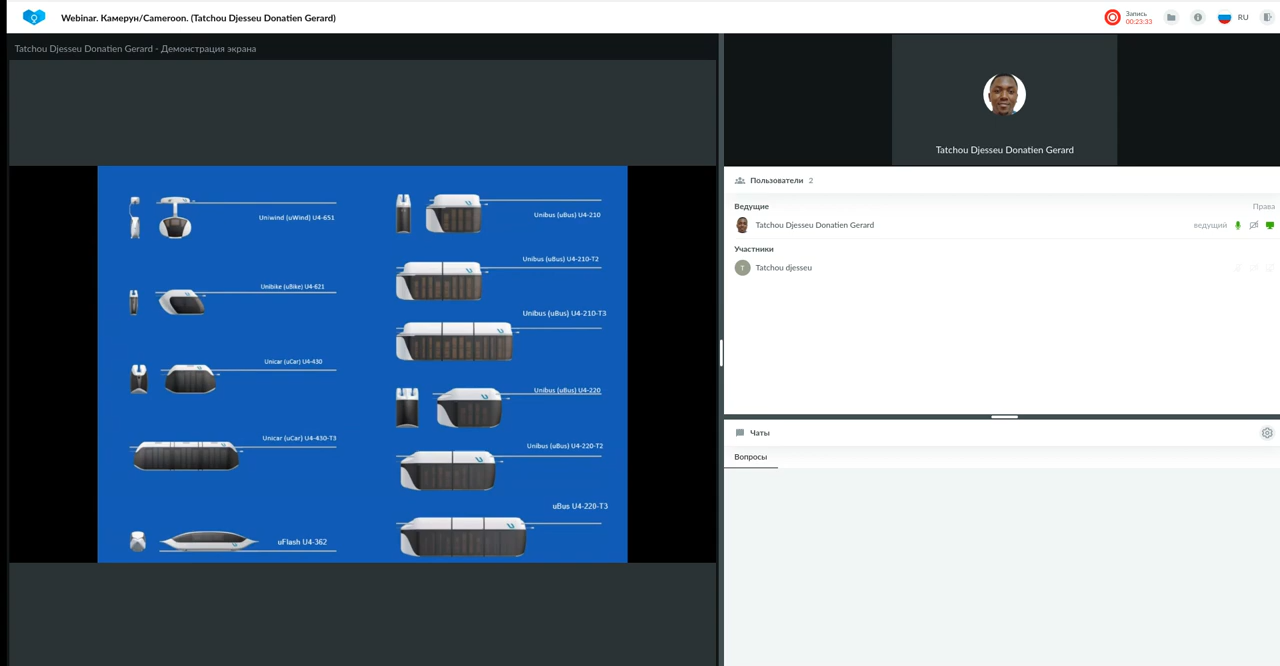 Webinar. Камерун/Cameroon. (Tatchou Djesseu Donatien Gerard)
Запись
00:23:33
RU
Tatchou Djesseu Donatien Gerard - Демонстрация экрана
Uniwind (uWind) U4-651
Unibike (uBike) U4-621
Unicar (uCar) U4-430
Unicar (uCar) U4-430-T3
uFlash U4-362
Unibus (uBus) U4-210
Unibus (uBus) U4-210-T2
Unibus (uBus) U4-210-T3
Unibus (uBus) U4-220
Unibus (uBus) U4-220-T2
uBus U4-220-T3
Tatchou Djesseu Donatien Gerard
Пользователи 2
Ведущие Права
Tatchou Djesseu Donatien Gerard ведущий
Участники
T Tatchou djesseu
Чаты
Вопросы